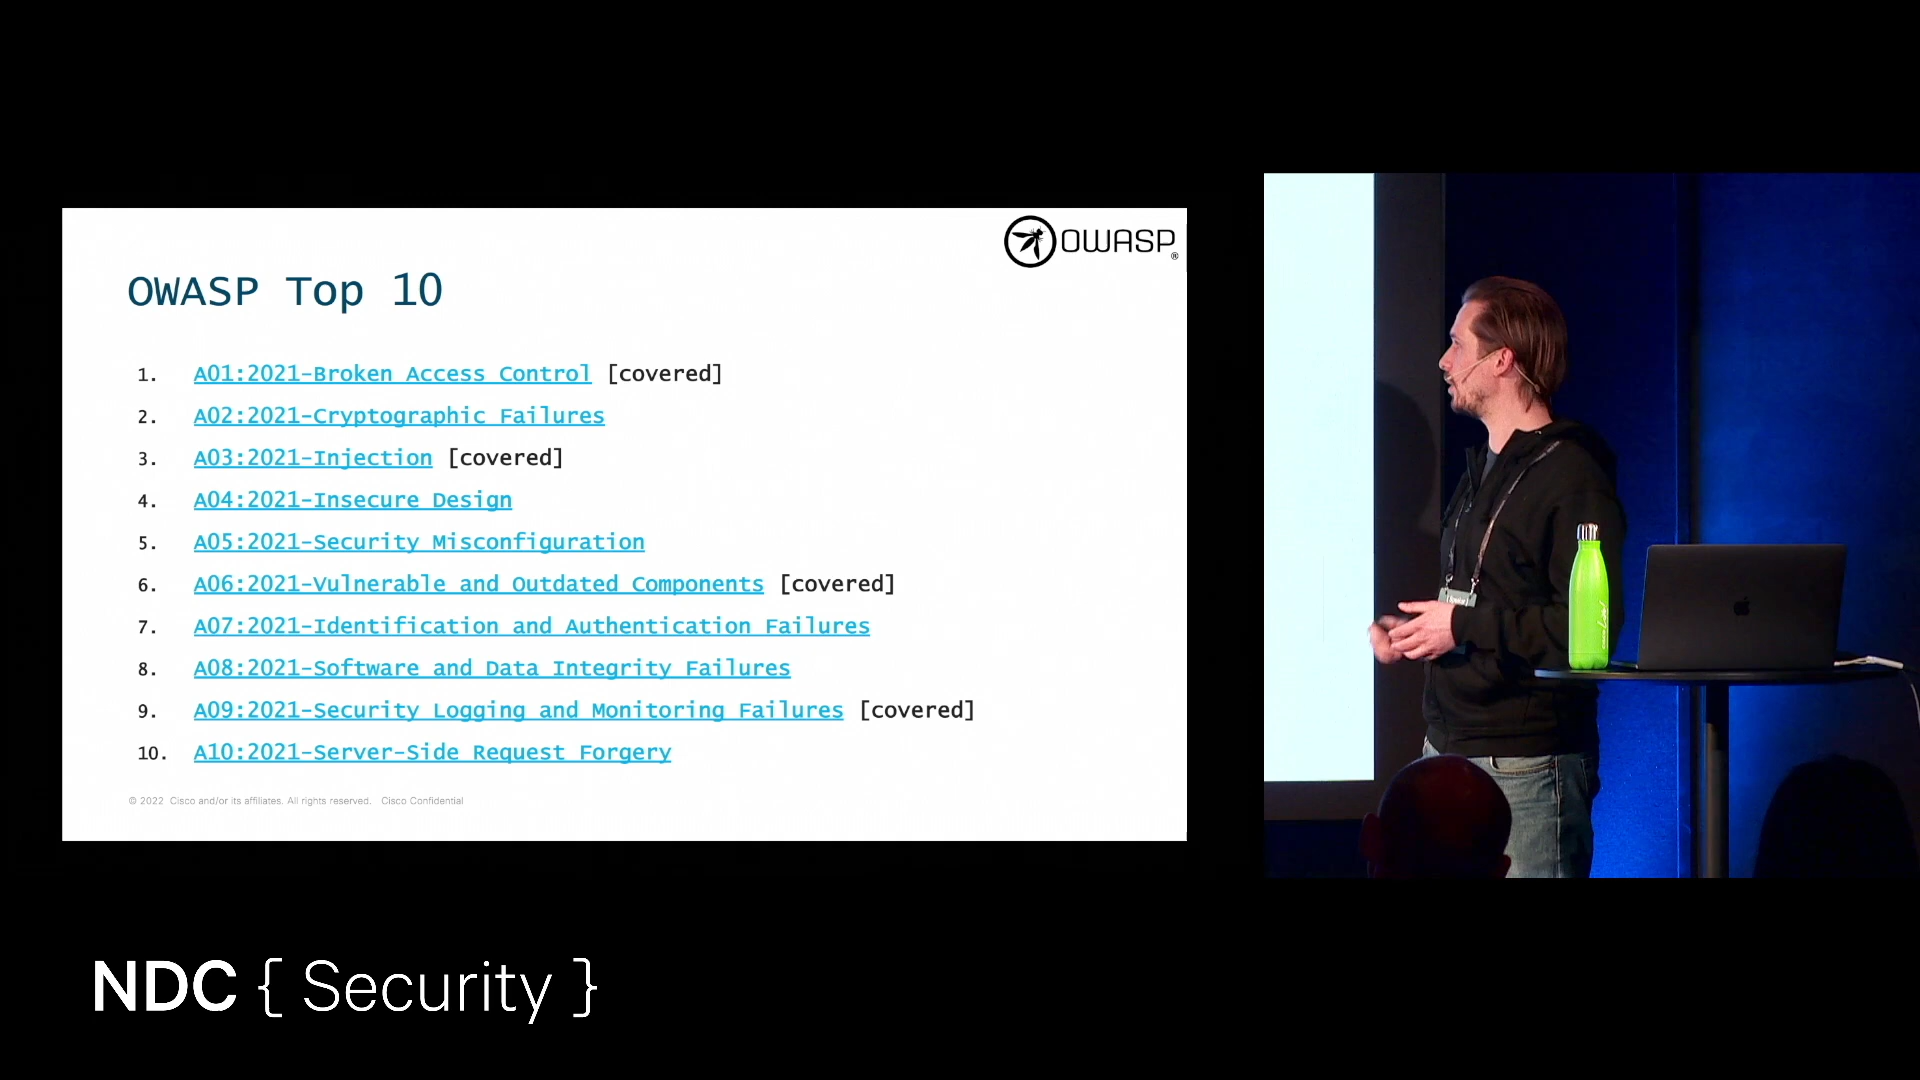 OWASP
®
OWASP Top 10
1. A01:2021-Broken Access Control [covered]
2. A02:2021-Cryptographic Failures
3. A03:2021-Injection [covered]
4. A04:2021-Insecure Design
5. A05:2021-Security Misconfiguration
6. A06:2021-Vulnerable and Outdated Components [covered]
7. A07:2021-Identification and Authentication Failures
8. A08:2021-Software and Data Integrity Failures
9. A09:2021-Security Logging and Monitoring Failures [covered]
10. A10:2021-Server-Side Request Forgery
© 2022 Cisco and/or its affiliates. All rights reserved. Cisco Confidential
NDC { Security }